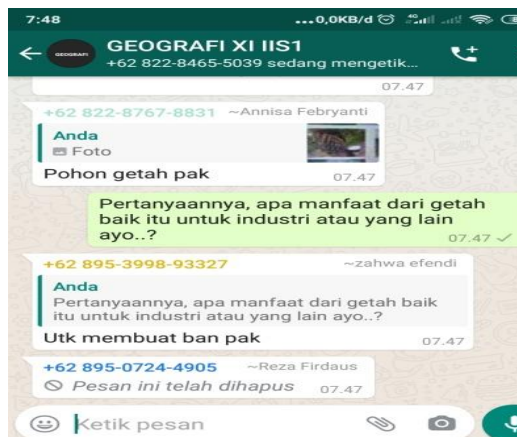 7:48
...0,0KB/d
4G
GEOGRAFI
GEOGRAFI XI IIS1
+62 822-8465-5039 sedang mengetik...
07.47
+62 822-8767-8831 ~Annisa Febryanti
Anda
Foto
Pohon getah pak
07.47
Pertanyaannya, apa manfaat dari getah
baik itu untuk industri atau yang lain
ayo..?
07.47
+62 895-3998-93327 ~zahwa efendi
Anda
Pertanyaannya, apa manfaat dari getah baik
itu untuk industri atau yang lain ayo..?
Utk membuat ban pak
07.47
+62 895-0724-4905 ~Reza Firdaus
Pesan ini telah dihapus 07.47
Ketik pesan